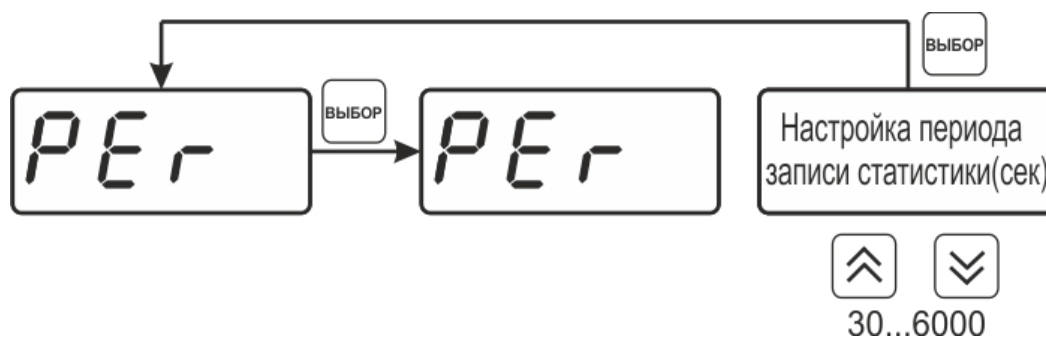 ВЫБОР
PEr
ВЫБОР
PEr
Настройка периода
записи статистики(сек)
30...6000